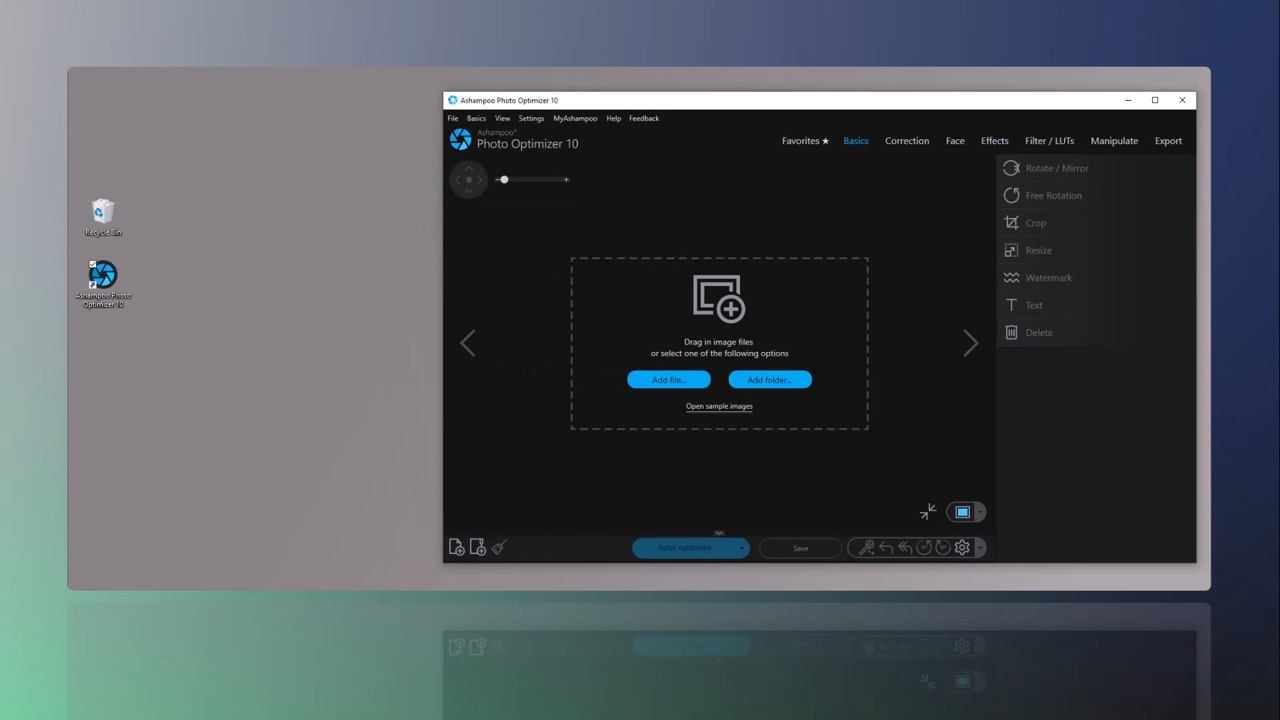 Ashampoo Photo Optimizer 10
File Basics View Settings MyAshampoo Help Feedback
Ashampoo®
Photo Optimizer 10
Favorites ★ Basics Correction Face Effects Filter / LUTs Manipulate Export
Rotate / Mirror
Free Rotation
Crop
Resize
Watermark
Text
Delete
Recycle Bin
Ashampoo Photo
Optimizer 10
Drag in image files
or select one of the following options
Add file... Add folder...
Open sample images
Auto optimize Save